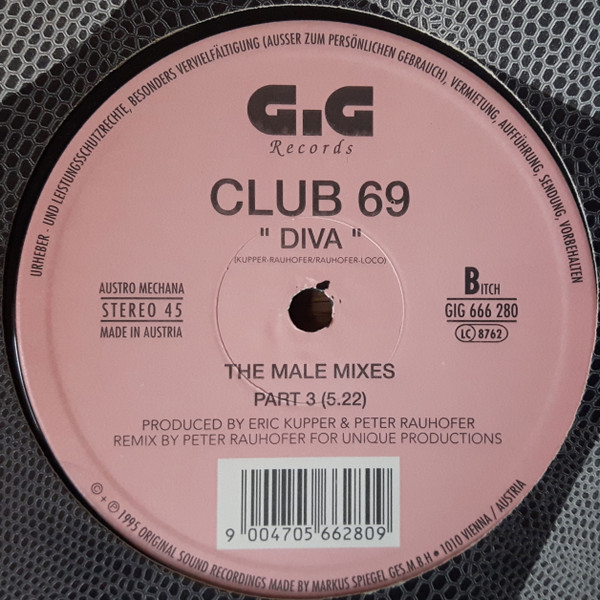 URHEBER - UND LEISTUNGSSCHUTZRECHTE, BESONDERS VERVIELFÄLTIGUNG (AUSSER ZUM PERSÖNLICHEN GEBRAUCH), VERMIETUNG, AUFFÜHRUNG, SENDUNG, VORBEHALTEN
GIG
Records
CLUB 69
" DIVA "
(KUPPER-RAUHOFER/RAUHOFER-LOCO)
AUSTRO MECHANA
STEREO 45
MADE IN AUSTRIA
BITCH
GIG 666 280
LC 8762
THE MALE MIXES
PART 3 (5.22)
PRODUCED BY ERIC KUPPER & PETER RAUHOFER
REMIX BY PETER RAUHOFER FOR UNIQUE PRODUCTIONS
9 004705 662809
© + ℗ 1995 ORIGINAL SOUND RECORDINGS MADE BY MARKUS SPIEGEL GES.M.B.H • 1010 VIENNA / AUSTRIA